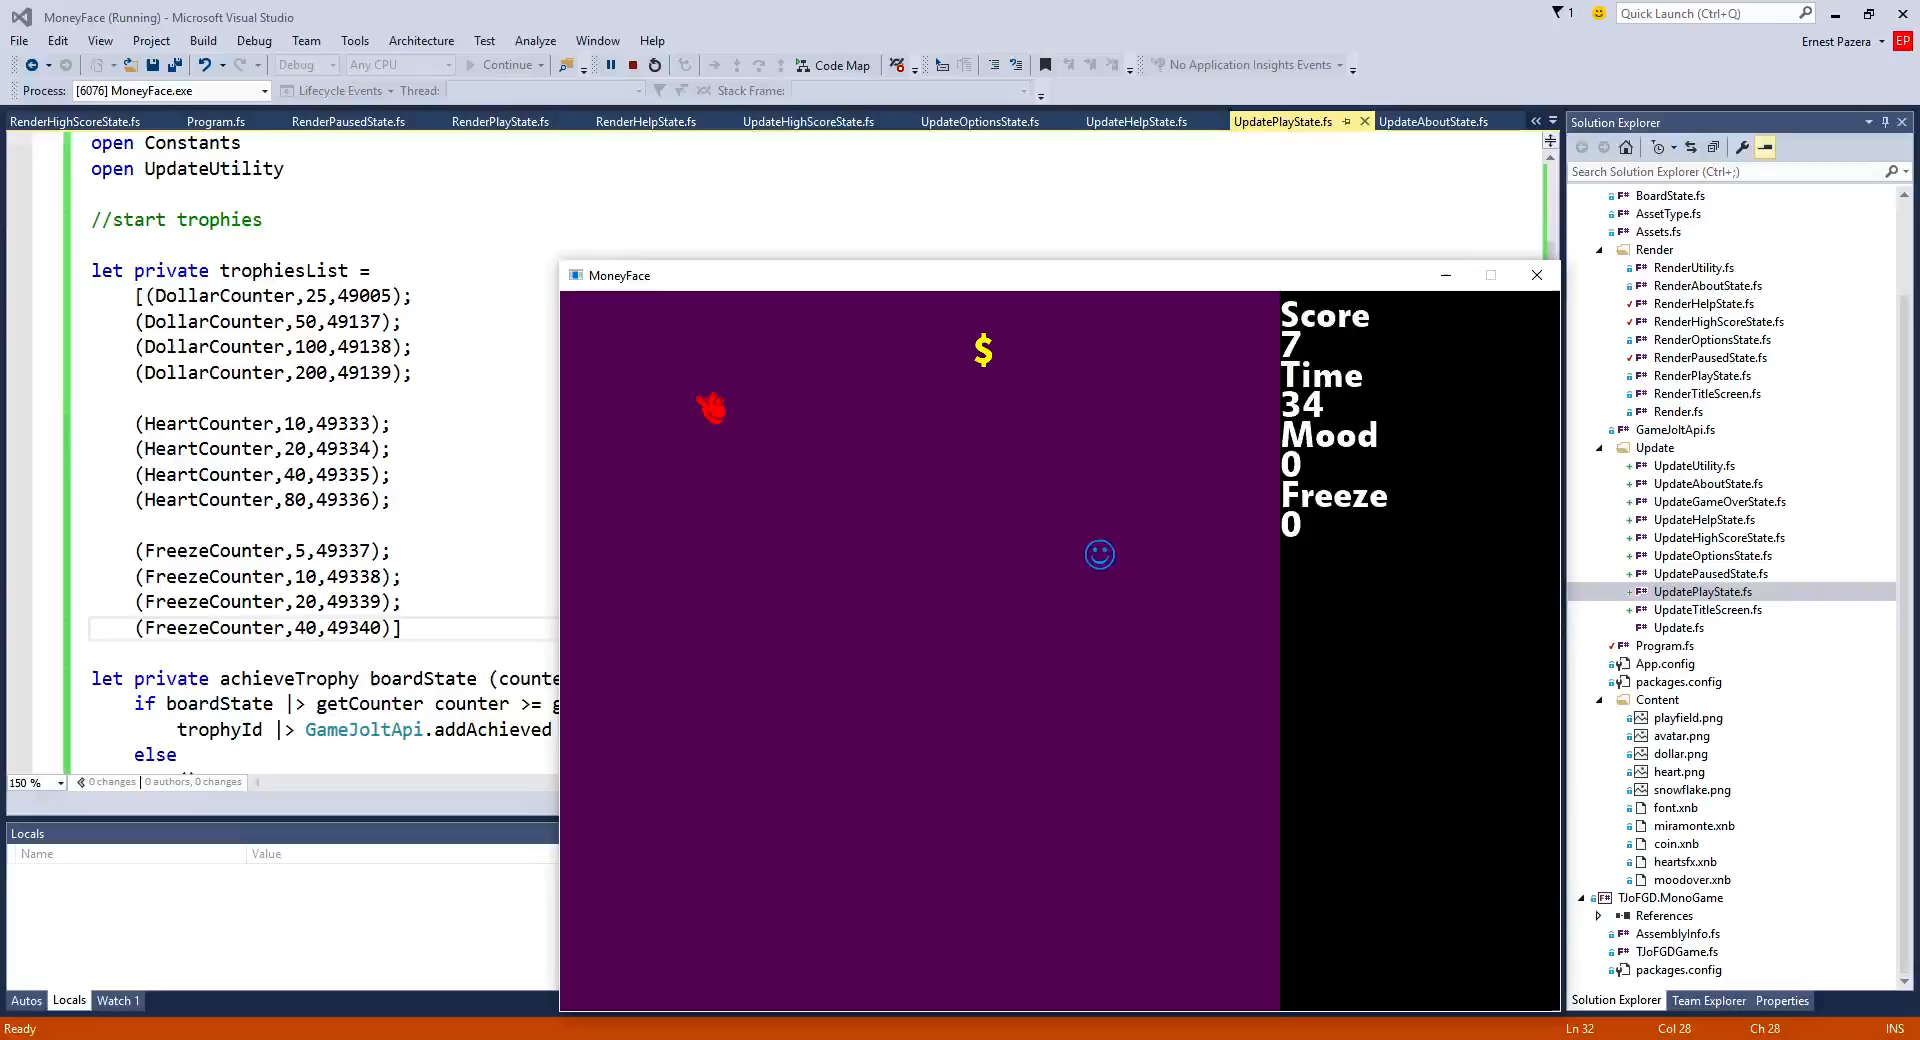 MoneyFace (Running) - Microsoft Visual Studio
1
Quick Launch (Ctrl+Q)
File Edit View Project Build Debug Team Tools Architecture Test Analyze Window Help
Ernest Pazera
EP
Debug Any CPU Continue Code Map No Application Insights Events
Process: [6076] MoneyFace.exe Lifecycle Events Thread: Stack Frame:
RenderHighScoreState.fs Program.fs RenderPausedState.fs RenderPlayState.fs RenderHelpState.fs UpdateHighScoreState.fs UpdateOptionsState.fs UpdateHelpState.fs UpdatePlayState.fs UpdateAboutState.fs
open Constants
open UpdateUtility
//start trophies
let private trophiesList =
[(DollarCounter,25,49005);
(DollarCounter,50,49137);
(DollarCounter,100,49138);
(DollarCounter,200,49139);
(HeartCounter,10,49333);
(HeartCounter,20,49334);
(HeartCounter,40,49335);
(HeartCounter,80,49336);
(FreezeCounter,5,49337);
(FreezeCounter,10,49338);
(FreezeCounter,20,49339);
(FreezeCounter,40,49340)]
let private achieveTrophy boardState (counte
if boardState |> getCounter counter >= g
trophyId |> GameJoltApi.addAchieved
else
150 %
0 changes | 0 authors, 0 changes
Locals
Name Value
Autos Locals Watch 1
MoneyFace
$
Score
7
Time
34
Mood
0
Freeze
0
Solution Explorer
Search Solution Explorer (Ctrl+;)
F# BoardState.fs
F# AssetType.fs
F# Assets.fs
Render
F# RenderUtility.fs
F# RenderAboutState.fs
F# RenderHelpState.fs
F# RenderHighScoreState.fs
F# RenderOptionsState.fs
F# RenderPausedState.fs
F# RenderPlayState.fs
F# RenderTitleScreen.fs
F# Render.fs
F# GameJoltApi.fs
Update
F# UpdateUtility.fs
F# UpdateAboutState.fs
F# UpdateGameOverState.fs
F# UpdateHelpState.fs
F# UpdateHighScoreState.fs
F# UpdateOptionsState.fs
F# UpdatePausedState.fs
F# UpdatePlayState.fs
F# UpdateTitleScreen.fs
F# Update.fs
F# Program.fs
App.config
packages.config
Content
playfield.png
avatar.png
dollar.png
heart.png
snowflake.png
font.xnb
miramonte.xnb
coin.xnb
heartsfx.xnb
moodover.xnb
F# TJoFGD.MonoGame
References
F# AssemblyInfo.fs
F# TJoFGDGame.fs
packages.config
Solution Explorer Team Explorer Properties
Ready
Ln 32 Col 28 Ch 28 INS